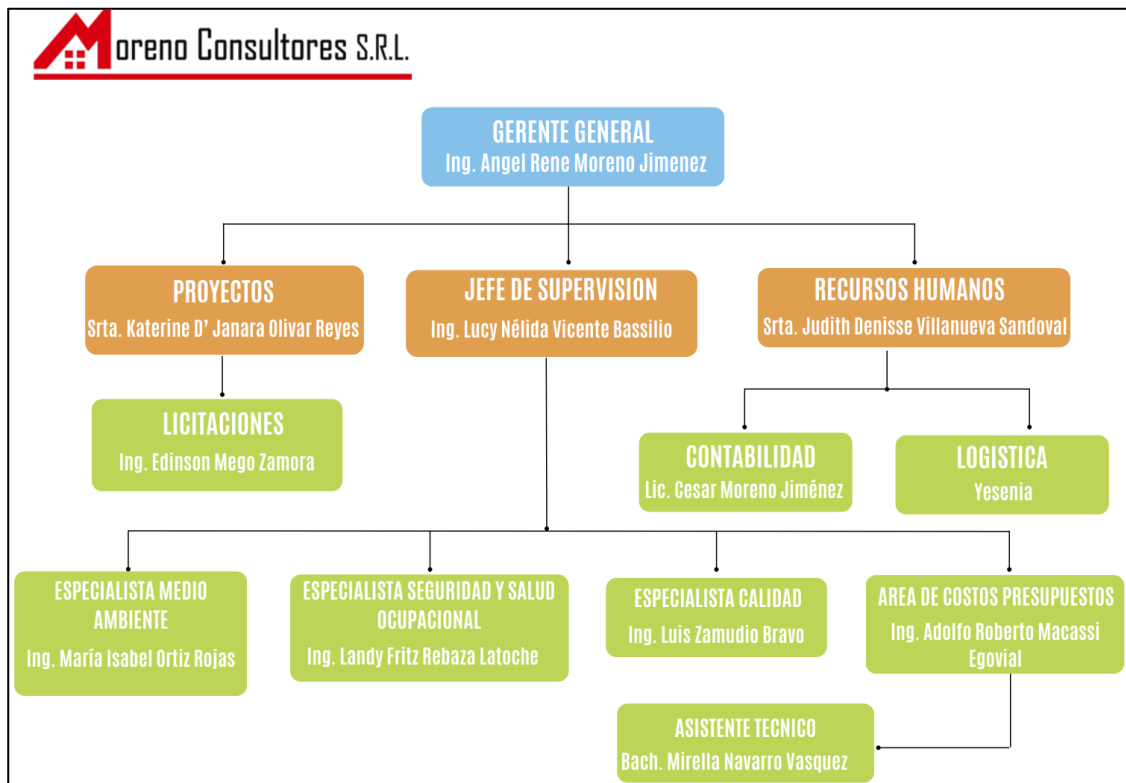 Moreno Consultores S.R.L.
GERENTE GENERAL
Ing. Angel Rene Moreno Jimenez
PROYECTOS
Srta. Katerine D’ Janara Olivar Reyes
JEFE DE SUPERVISION
Ing. Lucy Nélida Vicente Bassilio
RECURSOS HUMANOS
Srta. Judith Denisse Villanueva Sandoval
LICITACIONES
Ing. Edinson Mego Zamora
CONTABILIDAD
Lic. Cesar Moreno Jiménez
LOGISTICA
Yesenia
ESPECIALISTA MEDIO
AMBIENTE
Ing. María Isabel Ortiz Rojas
ESPECIALISTA SEGURIDAD Y SALUD
OCUPACIONAL
Ing. Landy Fritz Rebaza Latoche
ESPECIALISTA CALIDAD
Ing. Luis Zamudio Bravo
AREA DE COSTOS PRESUPUESTOS
Ing. Adolfo Roberto Macassi
Egovial
ASISTENTE TECNICO
Bach. Mirella Navarro Vasquez